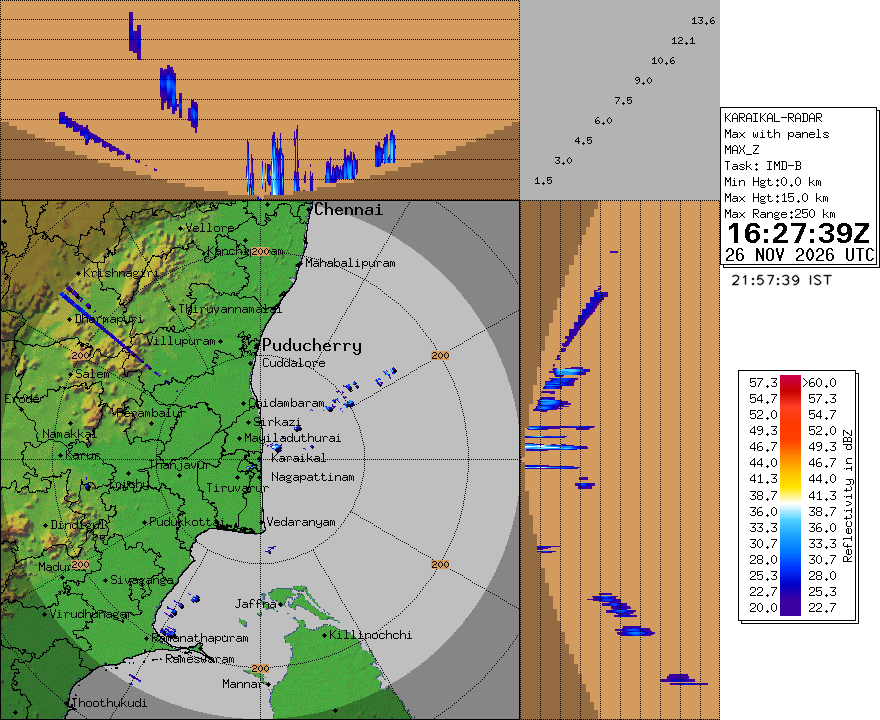 13.6
12.1
10.6
9.0
7.5
6.0
4.5
3.0
1.5
KARAIKAL-RADAR
Max with panels
MAX_Z
Task: IMD-B
Min Hgt:0.0 km
Max Hgt:15.0 km
Max Range:250 km
16:27:39Z
26 NOV 2026 UTC
21:57:39 IST
Chennai
Vellore
200
Mahabalipuram
Krishnagiri
Thiruvannamalai
Dharmapuri
Villupuram
Puducherry
200
200
Cuddalore
Salem
Perambalur
Sirkazi
Namakkal
Mayiladuthurai
Karur
Karaikal
Thanjavur
Nagapattinam
Tiruvarur
Dindigul
Pudukkottai
Vedaranyam
200
200
Sivaganga
Jaffna
Virudhunagar
Ramanathapuram
Killinochchi
Rameswaram
200
Mannar
Thoothukudi
57.3 >60.0
54.7 57.3
52.0 54.7
49.3 52.0
46.7 49.3
44.0 46.7
41.3 44.0
38.7 41.3
36.0 38.7
33.3 36.0
30.7 33.3
28.0 30.7
25.3 28.0
22.7 25.3
20.0 22.7
Reflectivity in dBZ